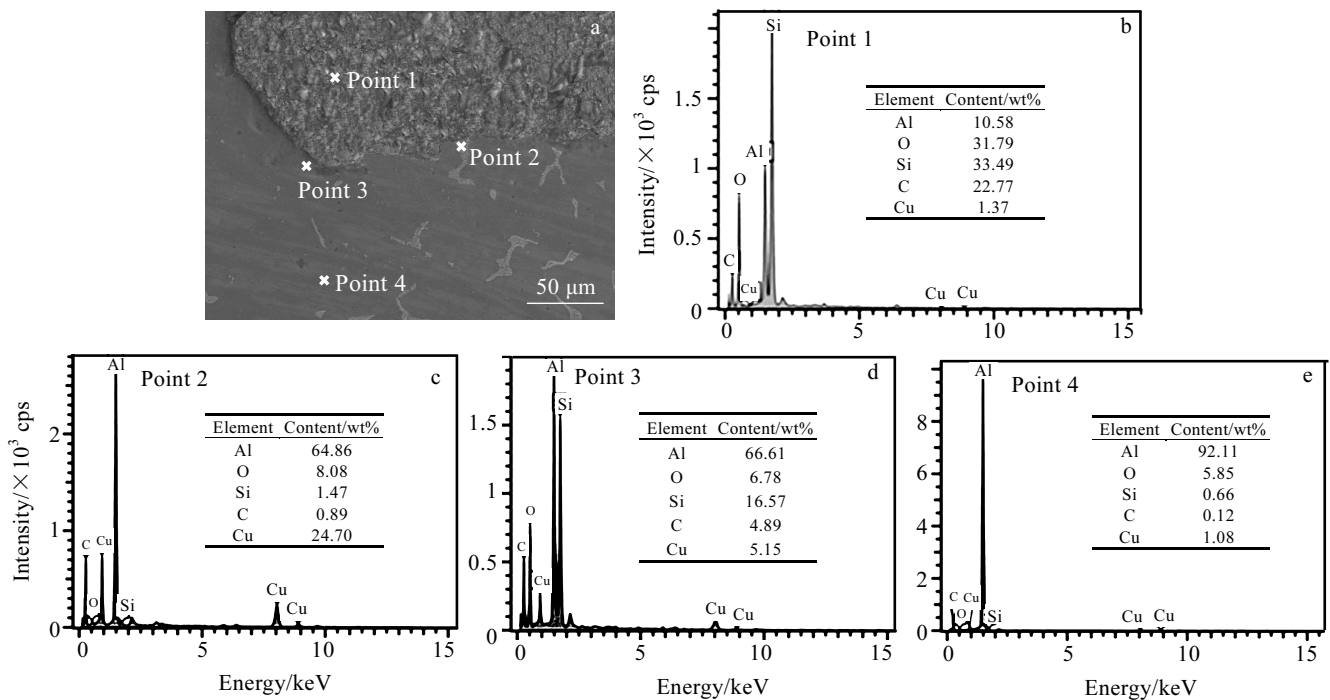 a
Point 1
Point 2
Point 3
Point 4
50 μm
b
Point 1
Intensity/×10³ cps
1.5
1
0.5
0
C
O
Cu
Al
Si
Cu
Cu
Element Content/wt%
Al 10.58
O 31.79
Si 33.49
C 22.77
Cu 1.37
0 5 10 15
c
Point 2
Intensity/×10³ cps
2
1
0
C
O
Cu
Al
Si
Cu
Cu
Element Content/wt%
Al 64.86
O 8.08
Si 1.47
C 0.89
Cu 24.70
0 5 10 15
Energy/keV
d
Point 3
1.5
1
0.5
0
C
O
Cu
Al
Si
Cu
Cu
Element Content/wt%
Al 66.61
O 6.78
Si 16.57
C 4.89
Cu 5.15
0 5 10 15
Energy/keV
e
Point 4
8
6
4
2
0
C
O
Cu
Al
Si
Cu
Cu
Element Content/wt%
Al 92.11
O 5.85
Si 0.66
C 0.12
Cu 1.08
0 5 10 15
Energy/keV